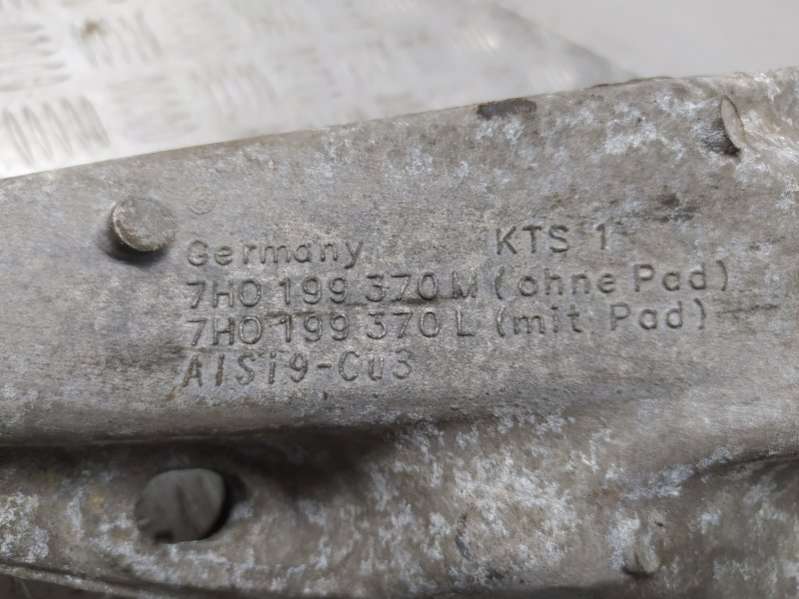 Germany KTS 1
7H0 199 370 M (ohne Pad)
7H0 199 370 L (mit Pad)
AlSi9-Cu3